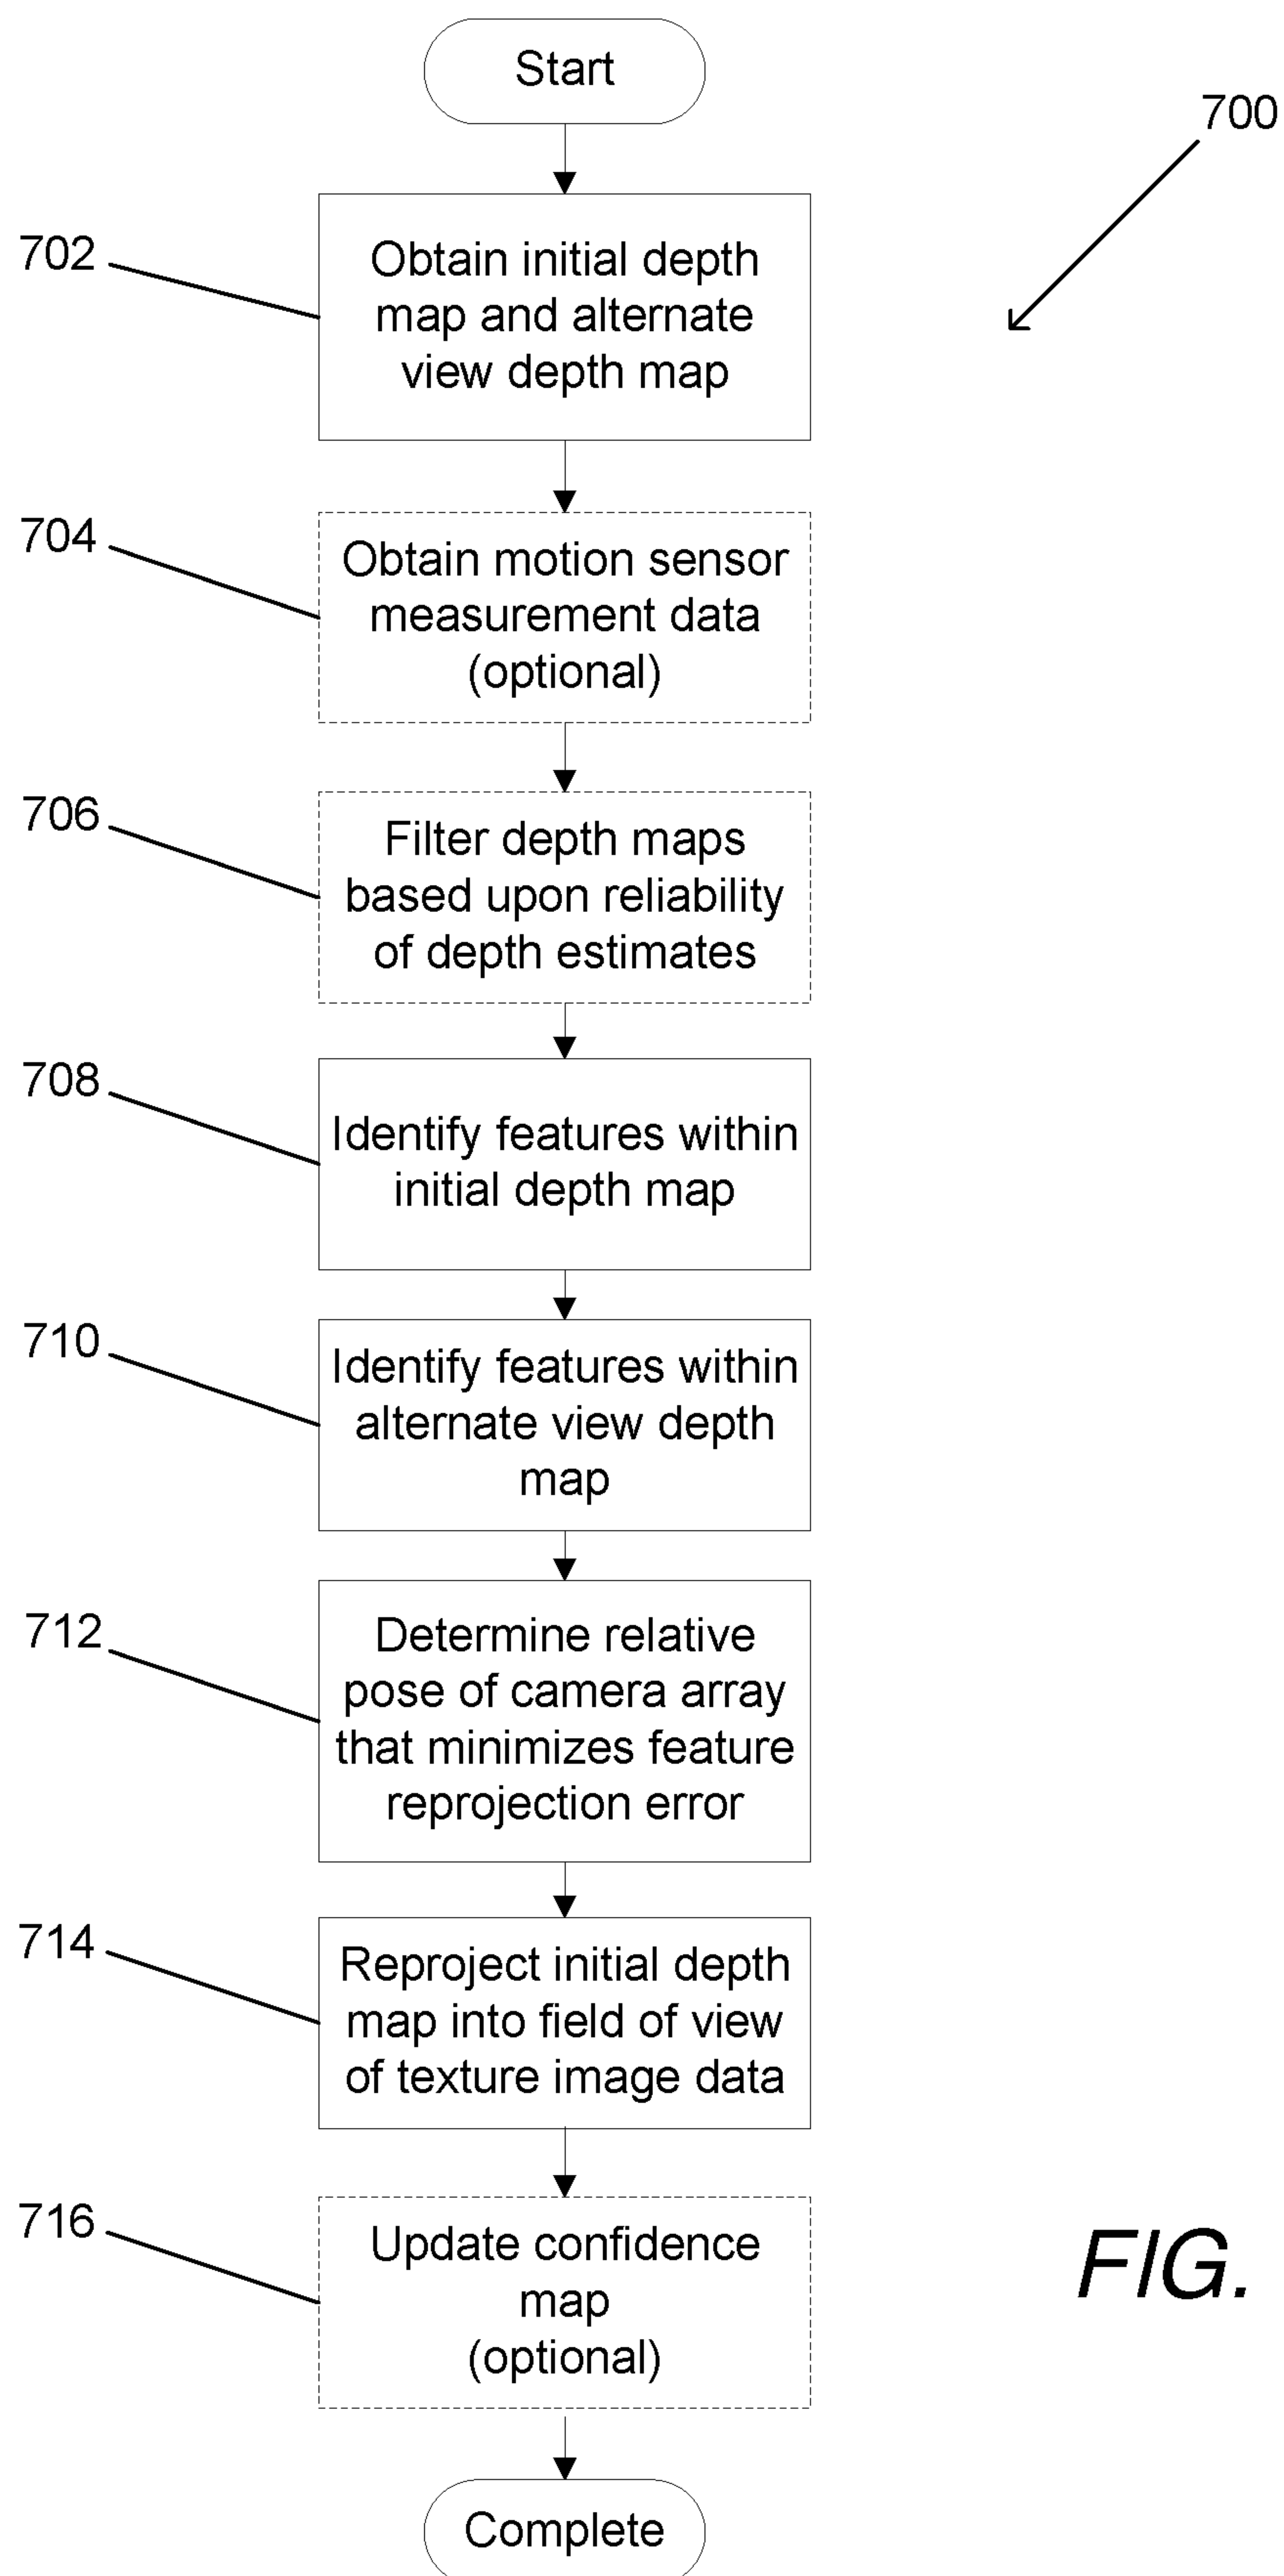 Start
700
702
Obtain initial depth
map and alternate
view depth map
704
Obtain motion sensor
measurement data
(optional)
706
Filter depth maps
based upon reliability
of depth estimates
708
Identify features within
initial depth map
710
Identify features within
alternate view depth
map
712
Determine relative
pose of camera array
that minimizes feature
reprojection error
714
Reproject initial depth
map into field of view
of texture image data
716
Update confidence
map
(optional)
FIG.
Complete